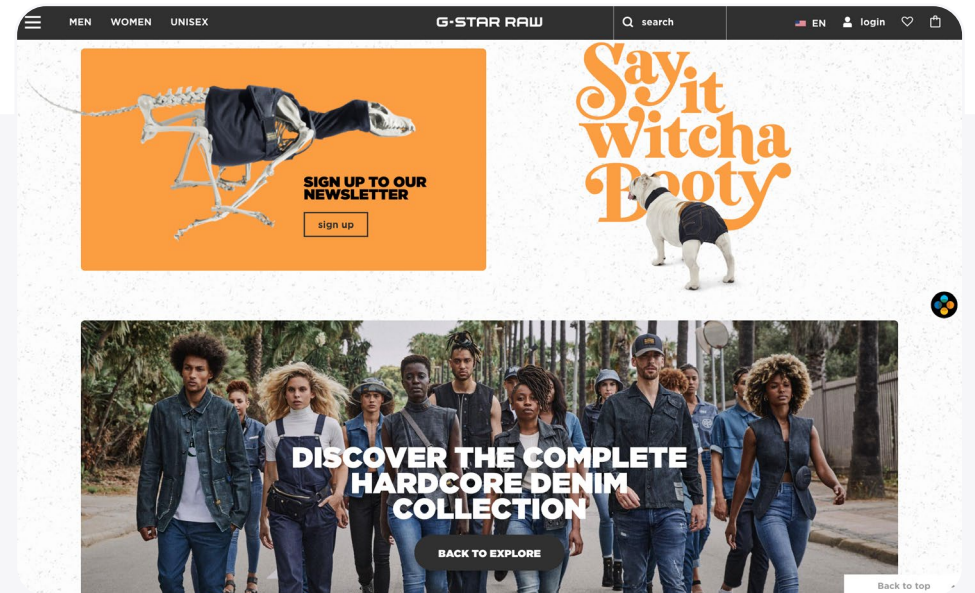 MEN WOMEN UNISEX G-STAR RAW search EN login
Say
it
witcha
Booty
SIGN UP TO OUR
NEWSLETTER
sign up
DISCOVER THE COMPLETE
HARDCORE DENIM
COLLECTION
BACK TO EXPLORE
Back to top